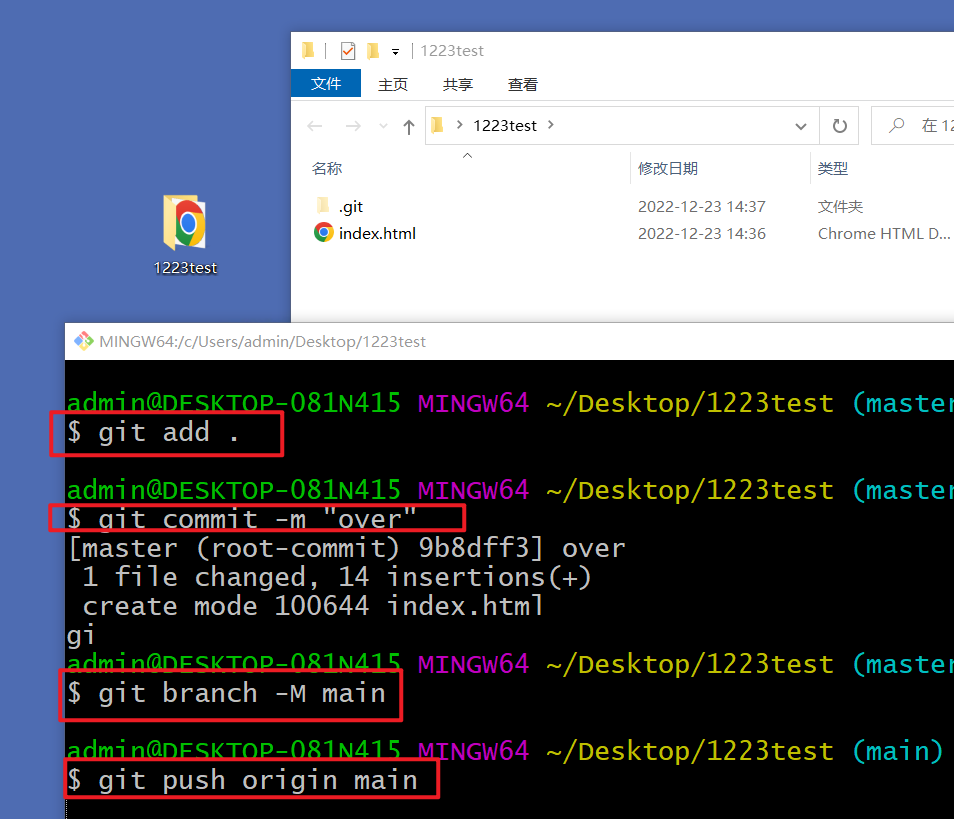 1223test
文件 主页 共享 查看
1223test
名称 修改日期 类型
.git 2022-12-23 14:37 文件夹
index.html 2022-12-23 14:36 Chrome HTML D...
1223test
MINGW64:/c/Users/admin/Desktop/1223test
admin@DESKTOP-081N415 MINGW64 ~/Desktop/1223test (master
$ git add .
admin@DESKTOP-081N415 MINGW64 ~/Desktop/1223test (master
$ git commit -m "over"
[master (root-commit) 9b8dff3] over
1 file changed, 14 insertions(+)
create mode 100644 index.html
gi
admin@DESKTOP-081N415 MINGW64 ~/Desktop/1223test (master
$ git branch -M main
admin@DESKTOP-081N415 MINGW64 ~/Desktop/1223test (main)
$ git push origin main